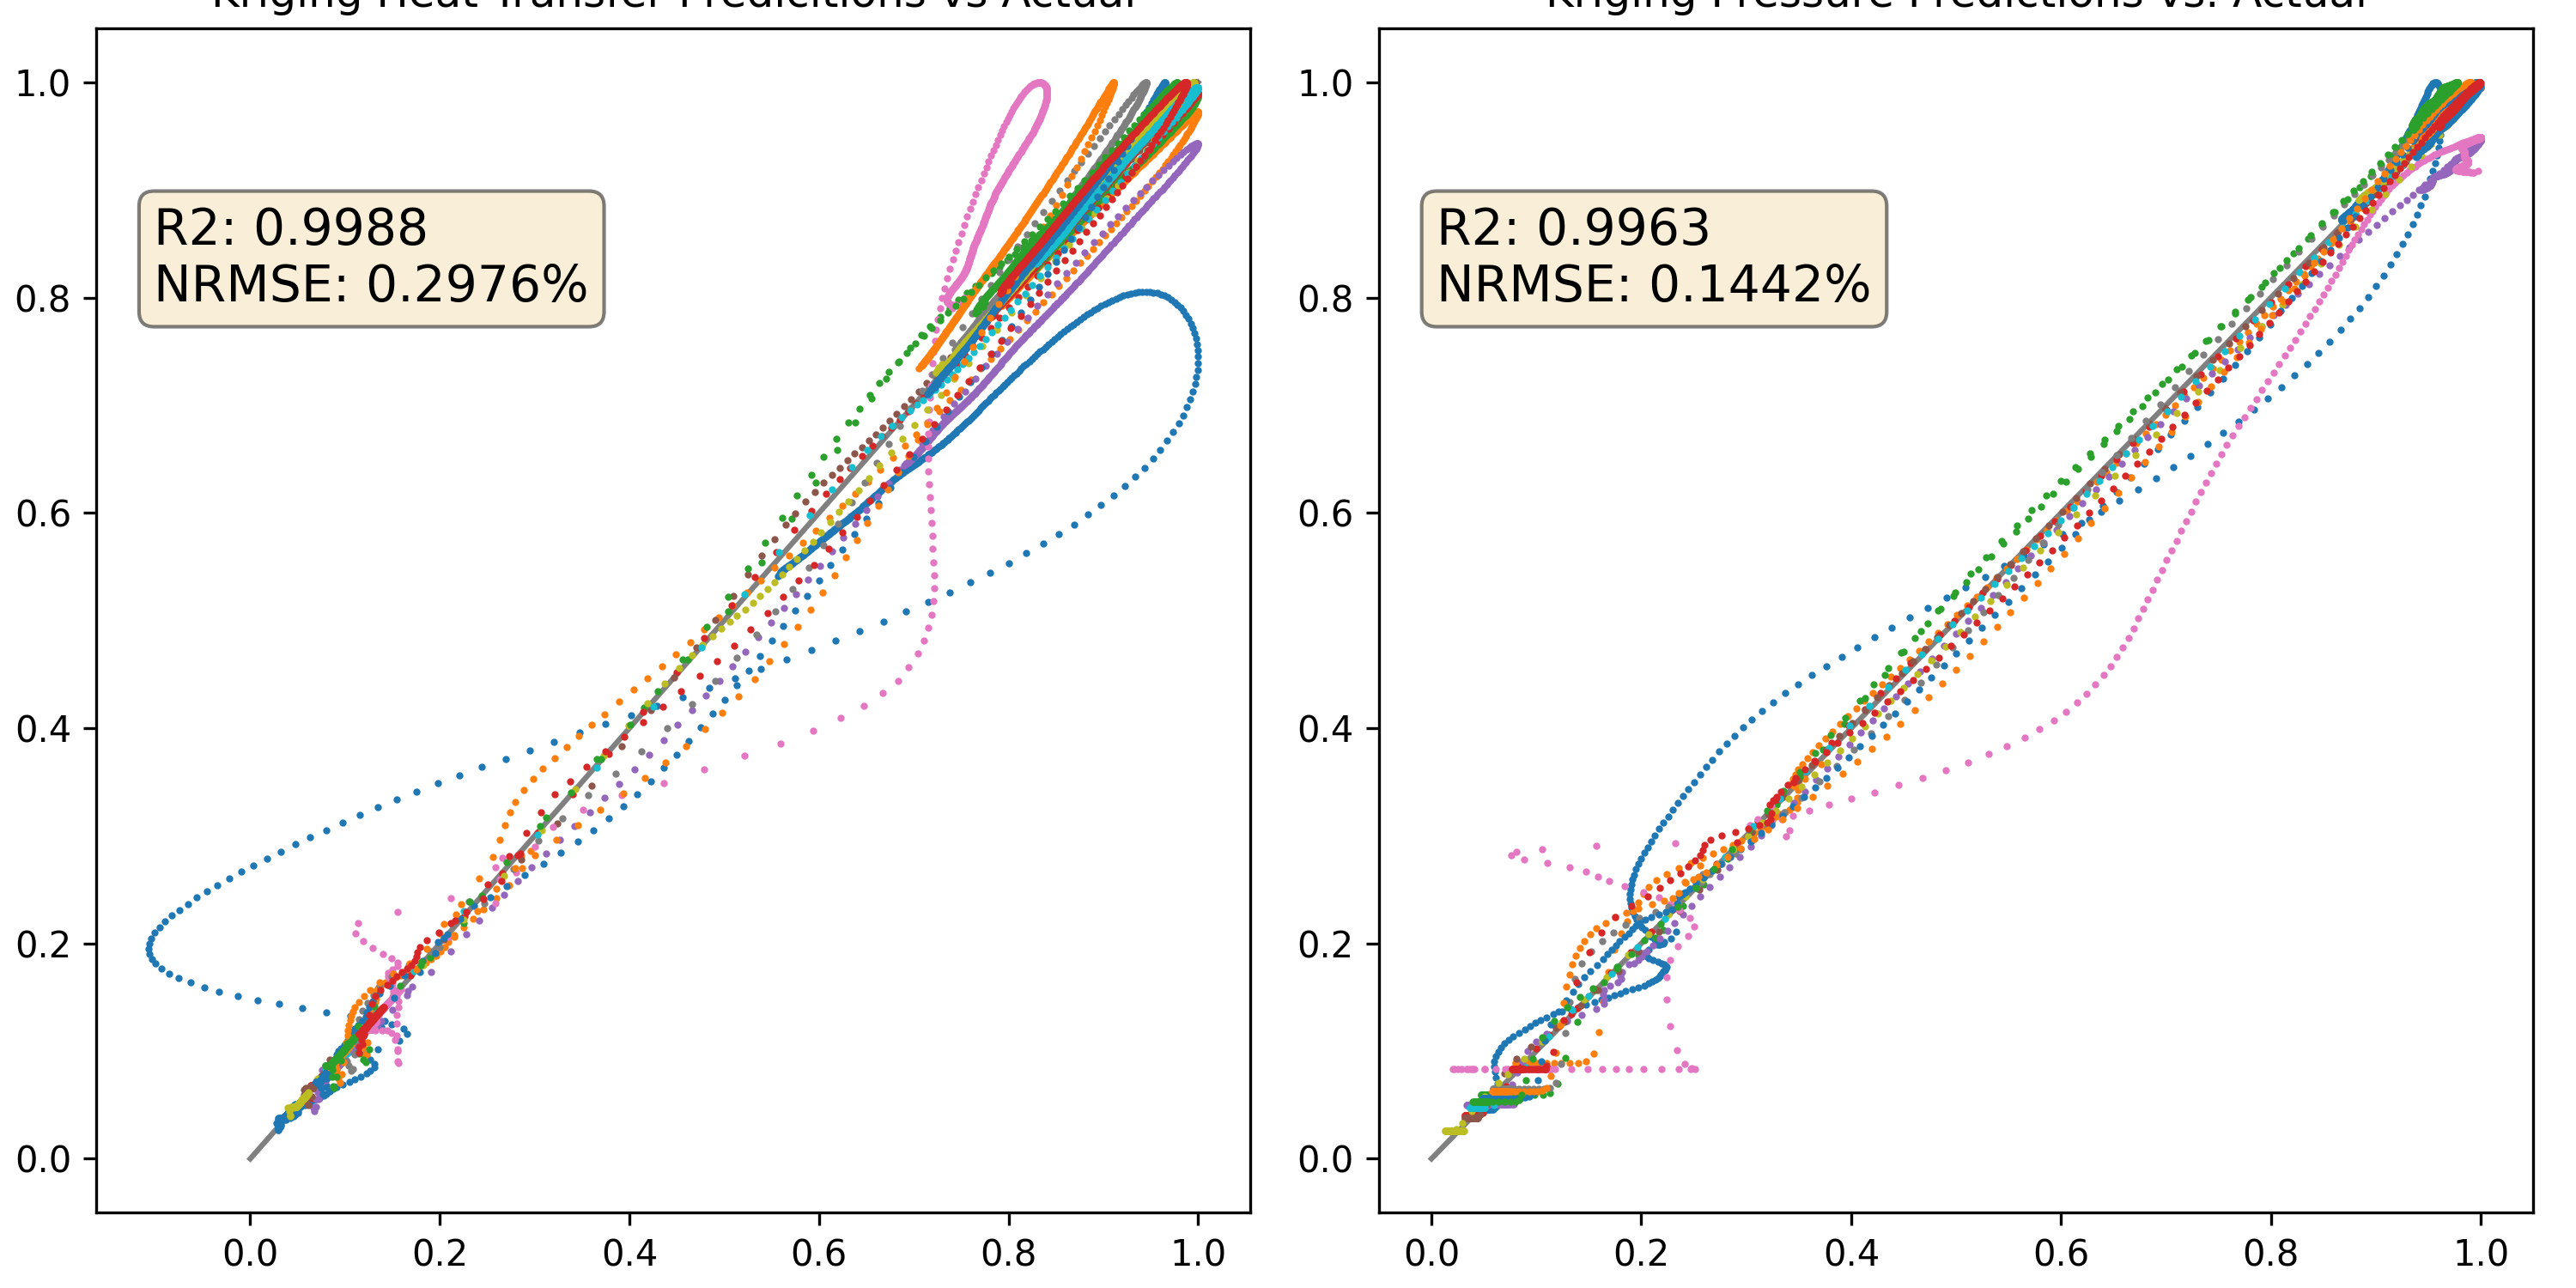 Kriging Heat Transfer Predicitions vs Actual
1.0
0.8
0.6
0.4
0.2
0.0
R2: 0.9988
NRMSE: 0.2976%
0.0 0.2 0.4 0.6 0.8 1.0
Kriging Pressure Predictions vs. Actual
1.0
0.8
0.6
0.4
0.2
0.0
R2: 0.9963
NRMSE: 0.1442%
0.0 0.2 0.4 0.6 0.8 1.0